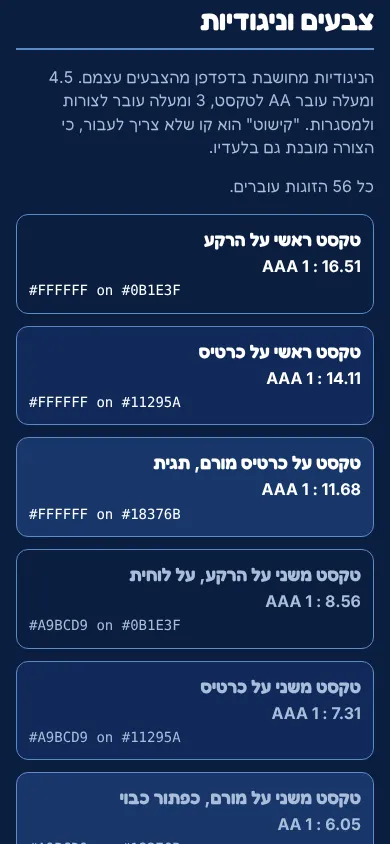 צבעים וניגודיות
הניגודיות מחושבת בדפדפן מהצבעים עצמם. 4.5
ומעלה עובר AA לטקסט, 3 ומעלה עובר לצורות
ולמסגרות. "קישוט" הוא קו שלא צריך לעבור, כי
הצורה מובנת גם בלעדיו.
כל 56 הזוגות עוברים.
טקסט ראשי על הרקע
16.51 : 1 AAA
#FFFFFF on #0B1E3F
טקסט ראשי על כרטיס
14.11 : 1 AAA
#FFFFFF on #11295A
טקסט ראשי על כרטיס מורם, תגית
11.68 : 1 AAA
#FFFFFF on #18376B
טקסט משני על הרקע, על לוחית
8.56 : 1 AAA
#A9BCD9 on #0B1E3F
טקסט משני על כרטיס
7.31 : 1 AAA
#A9BCD9 on #11295A
טקסט משני על מורם, כפתור כבוי
6.05 : 1 AA